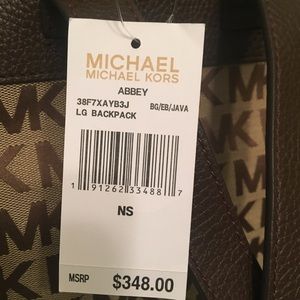 MICHAEL
MICHAEL KORS
ABBEY
38F7XAYB3J BG/EB/JAVA
LG BACKPACK
1 91262 33488 7
NS
MSRP $348.00